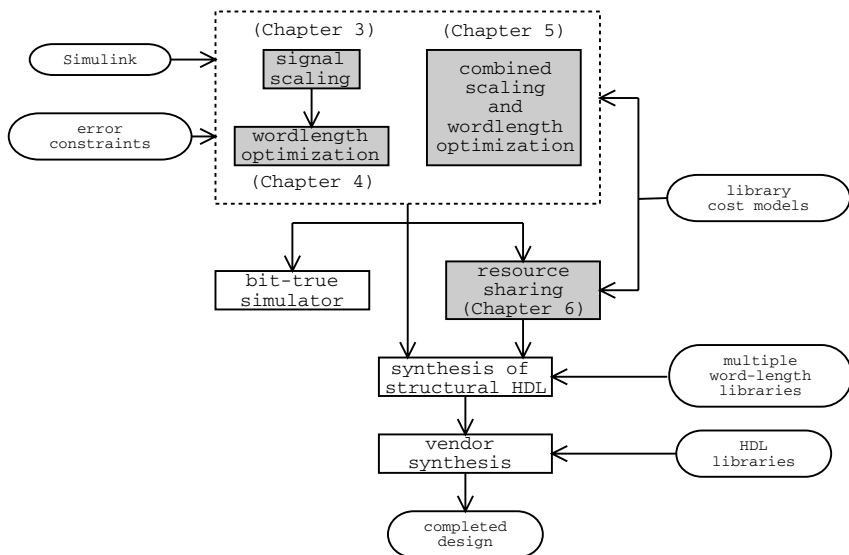 (Chapter 3)
(Chapter 5)
Simulink
signal
scaling
combined
scaling
and
wordlength
optimization
error
constraints
wordlength
optimization
(Chapter 4)
library
cost models
bit-true
simulator
resource
sharing
(Chapter 6)
synthesis of
structural HDL
multiple
word-length
libraries
vendor
synthesis
HDL
libraries
completed
design